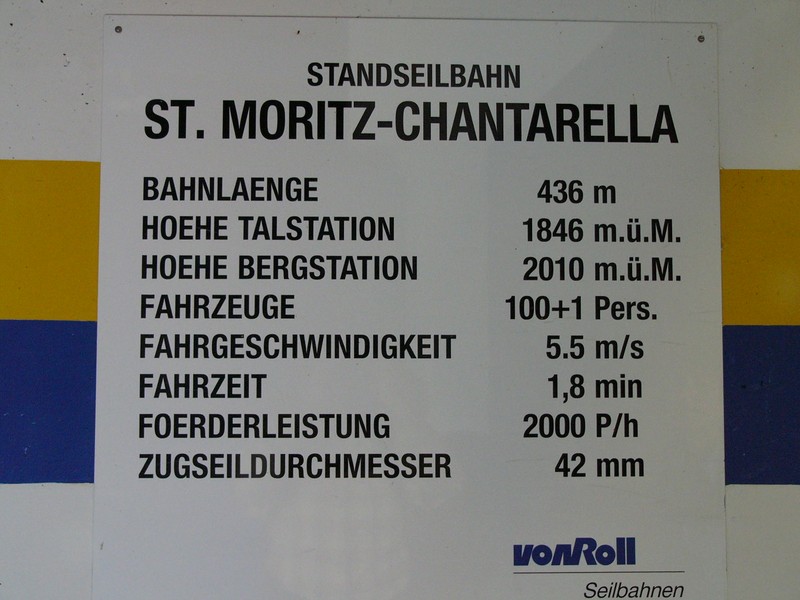 STANDSEILBAHN
ST. MORITZ-CHANTARELLA
BAHNLAENGE 436 m
HOEHE TALSTATION 1846 m.ü.M.
HOEHE BERGSTATION 2010 m.ü.M.
FAHRZEUGE 100+1 Pers.
FAHRGESCHWINDIGKEIT 5.5 m/s
FAHRZEIT 1,8 min
FOERDERLEISTUNG 2000 P/h
ZUGSEILDURCHMESSER 42 mm
vonRoll
Seilbahnen